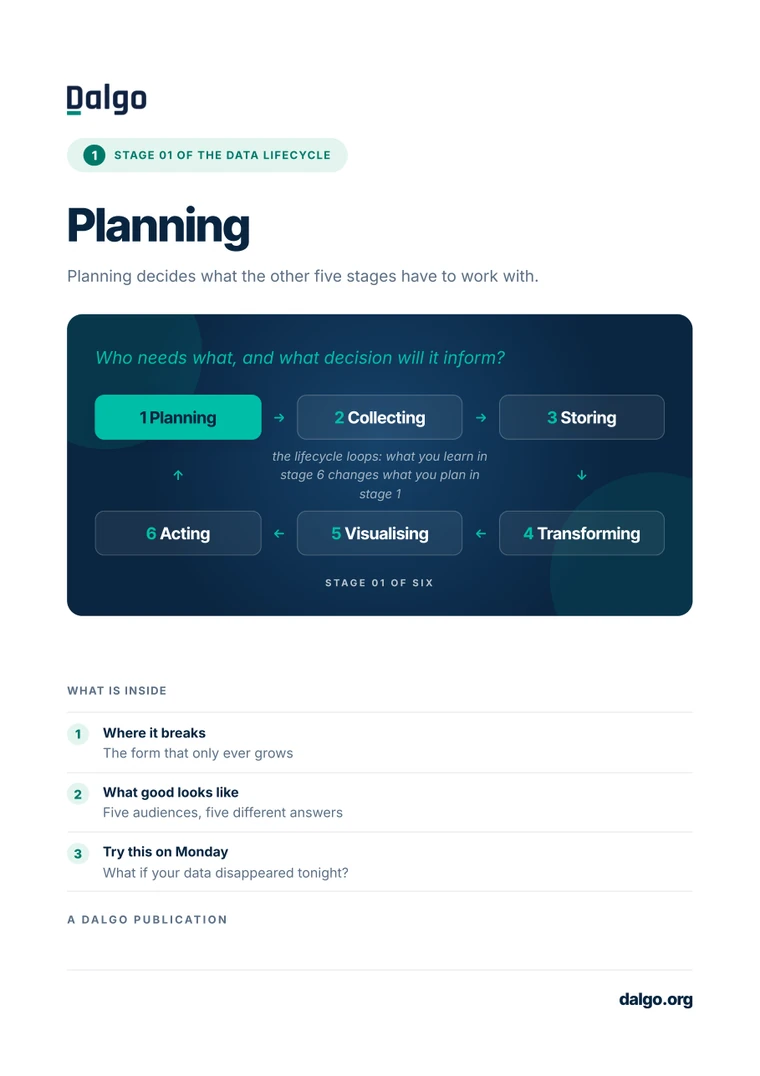 Dalgo
1 STAGE 01 OF THE DATA LIFECYCLE
Planning
Planning decides what the other five stages have to work with.
Who needs what, and what decision will it inform?
1 Planning → 2 Collecting → 3 Storing
the lifecycle loops: what you learn in
↑ stage 6 changes what you plan in ↓
stage 1
6 Acting ← 5 Visualising ← 4 Transforming
STAGE 01 OF SIX
WHAT IS INSIDE
1 Where it breaks
The form that only ever grows
2 What good looks like
Five audiences, five different answers
3 Try this on Monday
What if your data disappeared tonight?
A DALGO PUBLICATION
dalgo.org